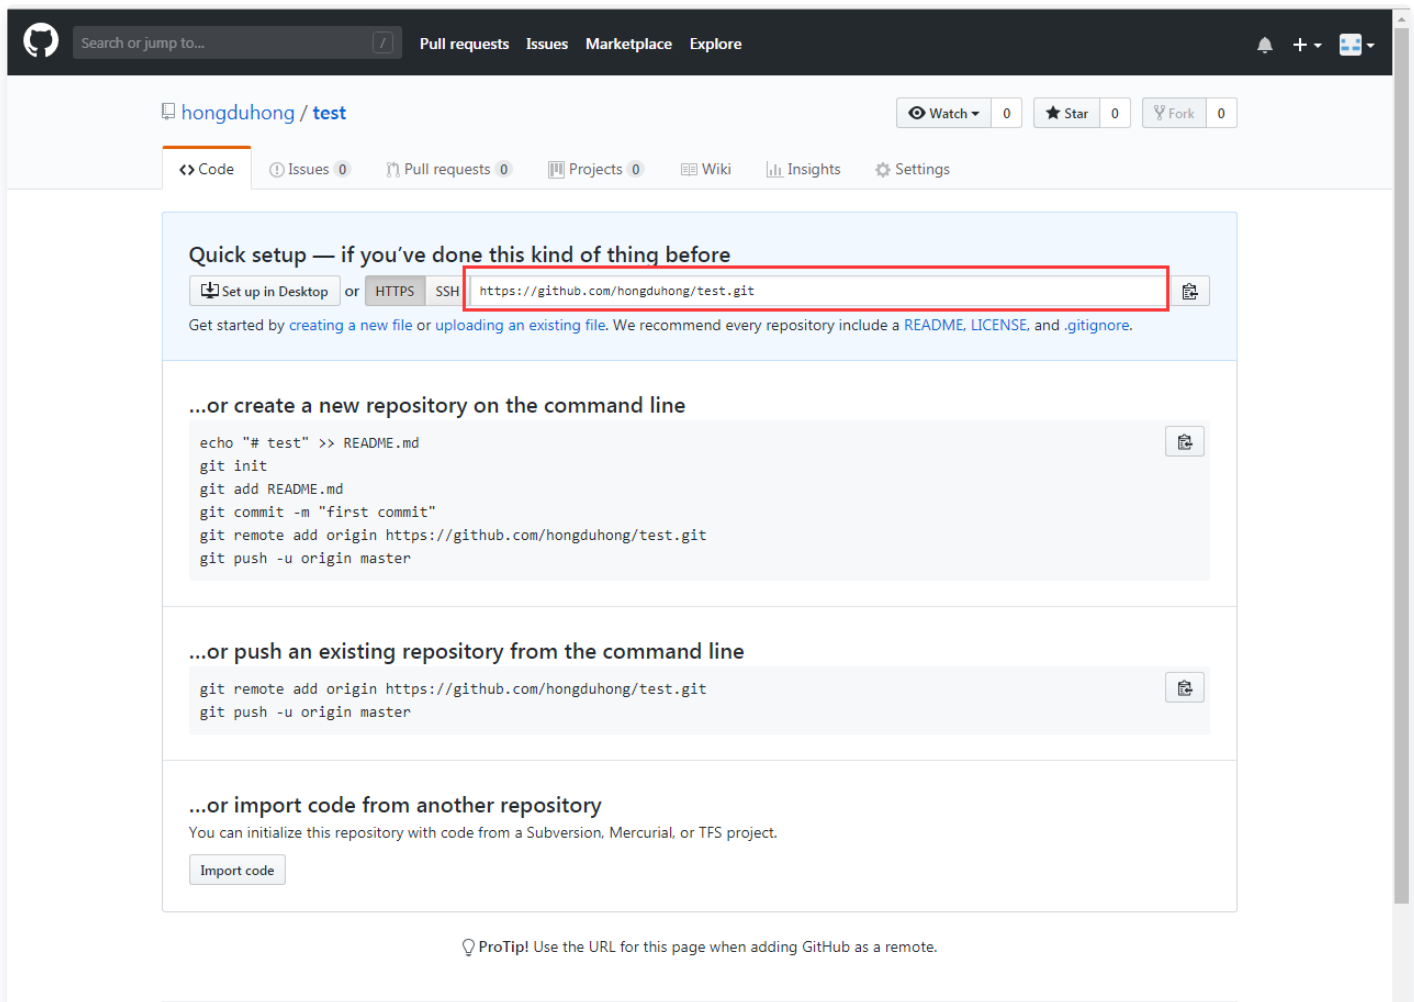 Search or jump to... / Pull requests Issues Marketplace Explore
hongduhong / test Watch 0 Star 0 Fork 0
<> Code Issues 0 Pull requests 0 Projects 0 Wiki Insights Settings
Quick setup — if you’ve done this kind of thing before
Set up in Desktop or HTTPS SSH https://github.com/hongduhong/test.git
Get started by creating a new file or uploading an existing file. We recommend every repository include a README, LICENSE, and .gitignore.
…or create a new repository on the command line
echo "# test" >> README.md
git init
git add README.md
git commit -m "first commit"
git remote add origin https://github.com/hongduhong/test.git
git push -u origin master
…or push an existing repository from the command line
git remote add origin https://github.com/hongduhong/test.git
git push -u origin master
…or import code from another repository
You can initialize this repository with code from a Subversion, Mercurial, or TFS project.
Import code
ProTip! Use the URL for this page when adding GitHub as a remote.